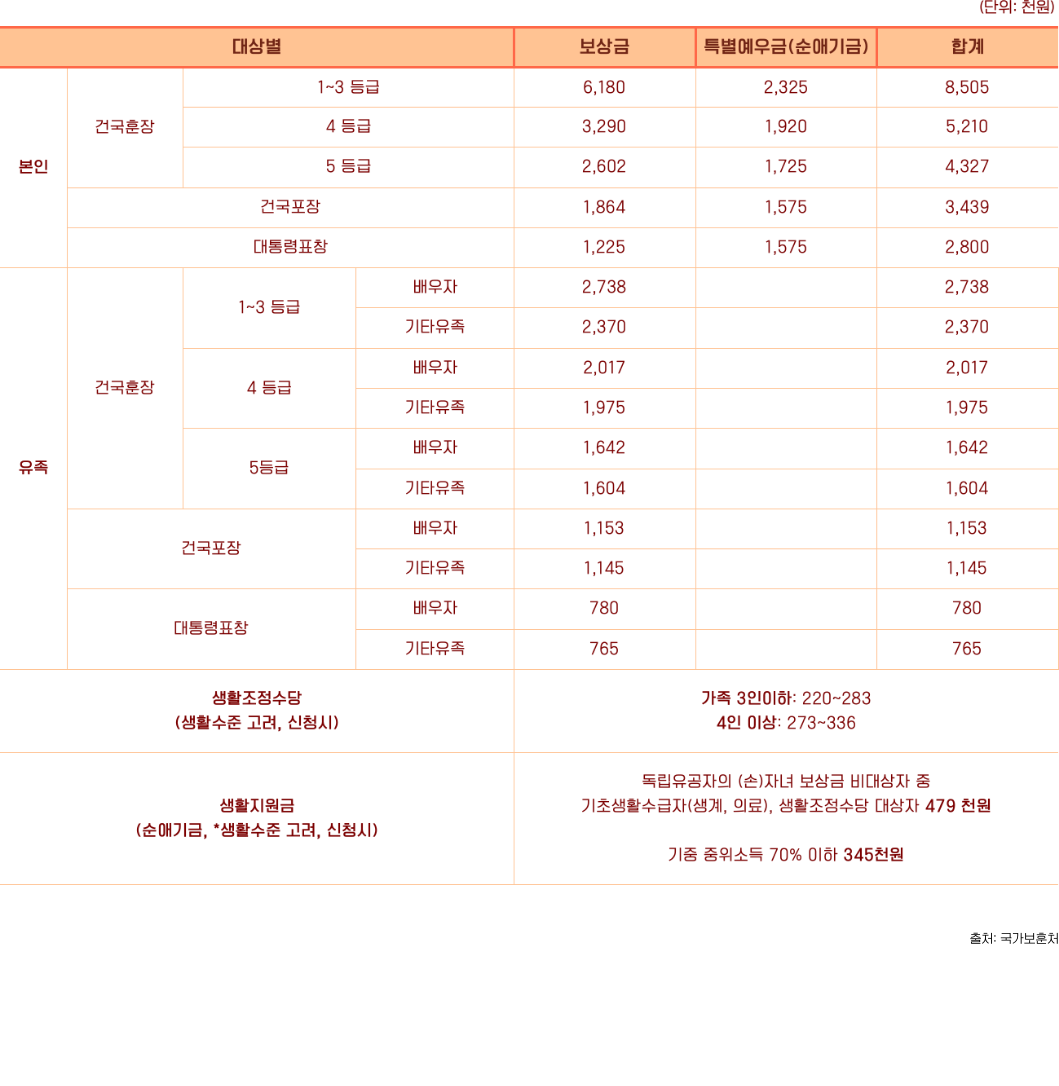 (단위: 천원)
대상별 보상금 특별예우금(순애기금) 합계
본인 건국훈장 1~3 등급 6,180 2,325 8,505
4 등급 3,290 1,920 5,210
5 등급 2,602 1,725 4,327
건국포장 1,864 1,575 3,439
대통령표창 1,225 1,575 2,800
유족 건국훈장 1~3 등급 배우자 2,738 2,738
기타유족 2,370 2,370
4 등급 배우자 2,017 2,017
기타유족 1,975 1,975
5등급 배우자 1,642 1,642
기타유족 1,604 1,604
건국포장 배우자 1,153 1,153
기타유족 1,145 1,145
대통령표창 배우자 780 780
기타유족 765 765
생활조정수당
(생활수준 고려, 신청시)
가족 3인이하: 220~283
4인 이상: 273~336
생활지원금
(순애기금, *생활수준 고려, 신청시)
독립유공자의 (손)자녀 보상금 비대상자 중
기초생활수급자(생계, 의료), 생활조정수당 대상자 479 천원
기중 중위소득 70% 이하 345천원
출처: 국가보훈처